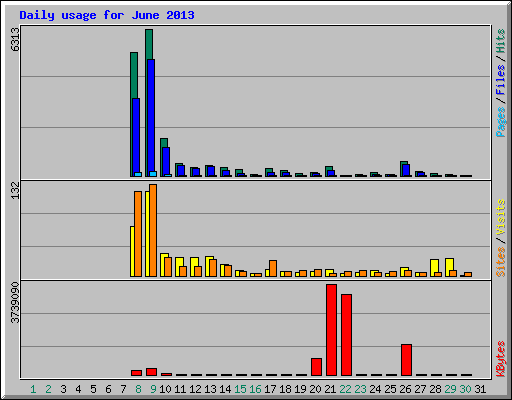 Daily usage for June 2013
6313
132
3739090
Pages / Files / Hits
Sites / Visits
KBytes
1 2 3 4 5 6 7 8 9 10 11 12 13 14 15 16 17 18 19 20 21 22 23 24 25 26 27 28 29 30 31